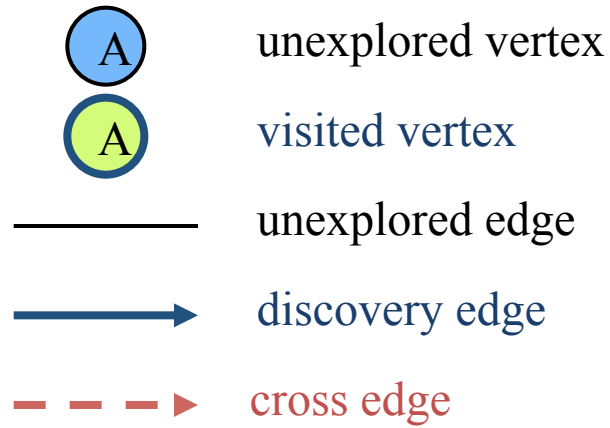 A unexplored vertex
A visited vertex
unexplored edge
discovery edge
cross edge